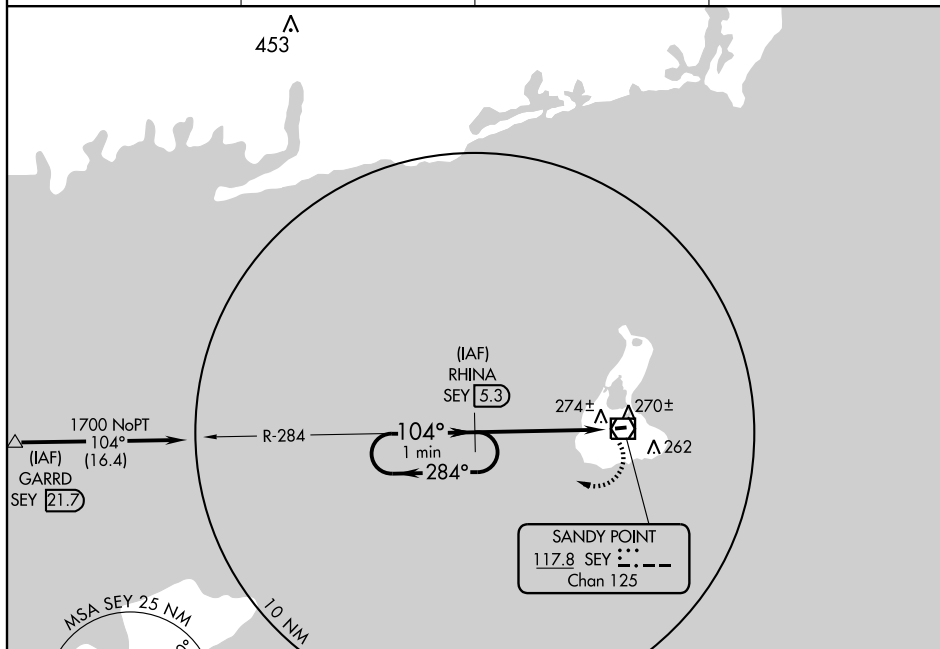 453
(IAF)
RHINA
SEY 5.3
274±
270±
262
1700 NoPT
104°
(16.4)
(IAF)
GARRD
SEY 21.7
R-284
104°
1 min
284°
SANDY POINT
117.8 SEY
Chan 125
10 NM
MSA SEY 25 NM